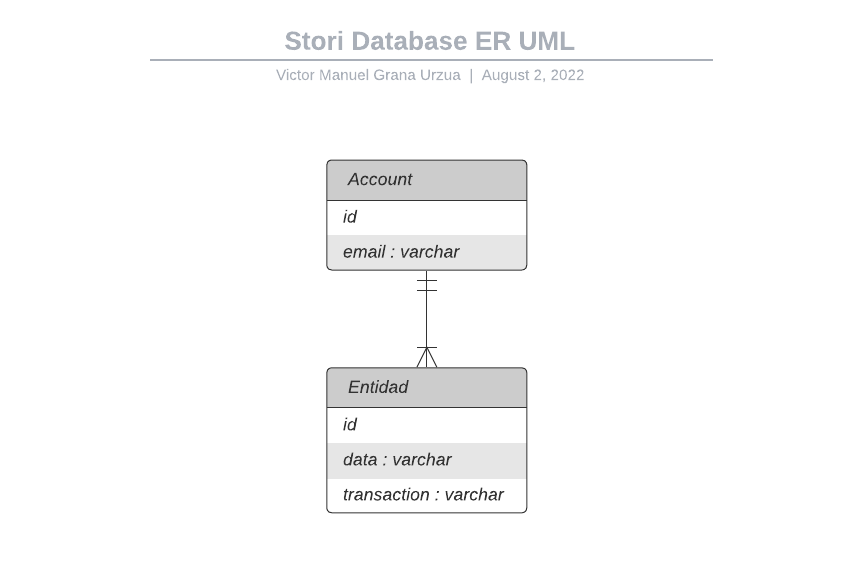 Stori Database ER UML
Victor Manuel Grana Urzua | August 2, 2022
Account
id
email : varchar
Entidad
id
data : varchar
transaction : varchar